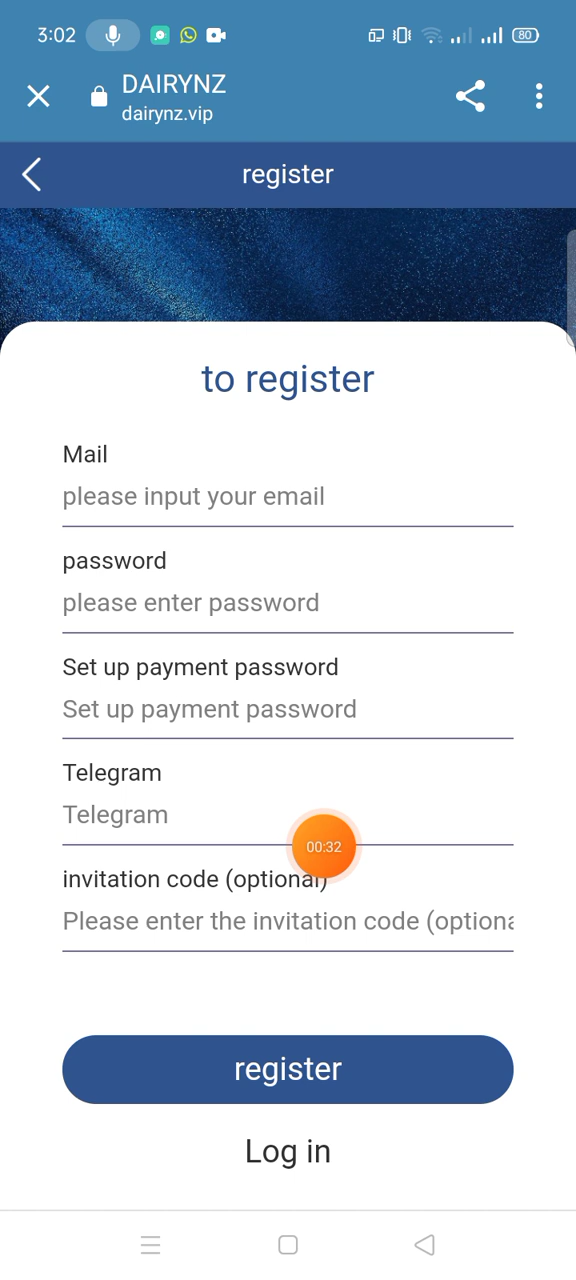 3:02
80
DAIRYNZ
dairynz.vip
register
to register
Mail
please input your email
password
please enter password
Set up payment password
Set up payment password
Telegram
Telegram
00:32
invitation code (optional)
Please enter the invitation code (optiona
register
Log in